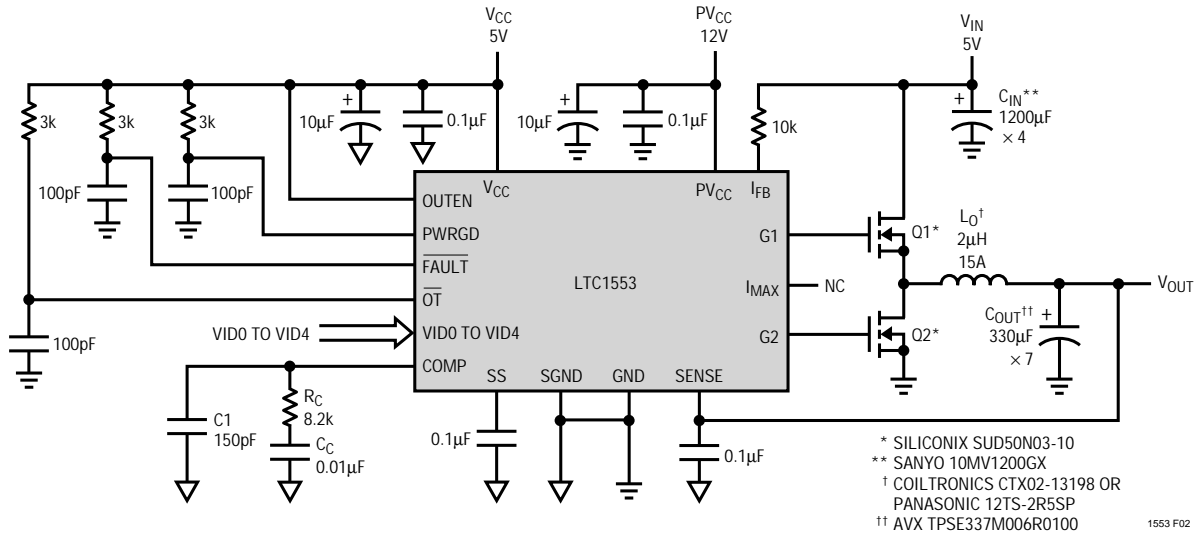 VCC
5V
PVCC
12V
VIN
5V
3k
3k
3k
+
10µF
0.1µF
+
10µF
0.1µF
10k
+
CIN**
1200µF
× 4
100pF
100pF
VCC
PVCC
IFB
OUTEN
PWRGD
FAULT
OT
VID0 TO VID4
COMP
LTC1553
G1
IMAX
G2
SS
SGND
GND
SENSE
NC
Q1*
Q2*
LO†
2µH
15A
VOUT
COUT††
+
330µF
× 7
100pF
VID0 TO VID4
C1
150pF
RC
8.2k
CC
0.01µF
0.1µF
0.1µF
* SILICONIX SUD50N03-10
** SANYO 10MV1200GX
† COILTRONICS CTX02-13198 OR
PANASONIC 12TS-2R5SP
†† AVX TPSE337M006R0100
1553 F02